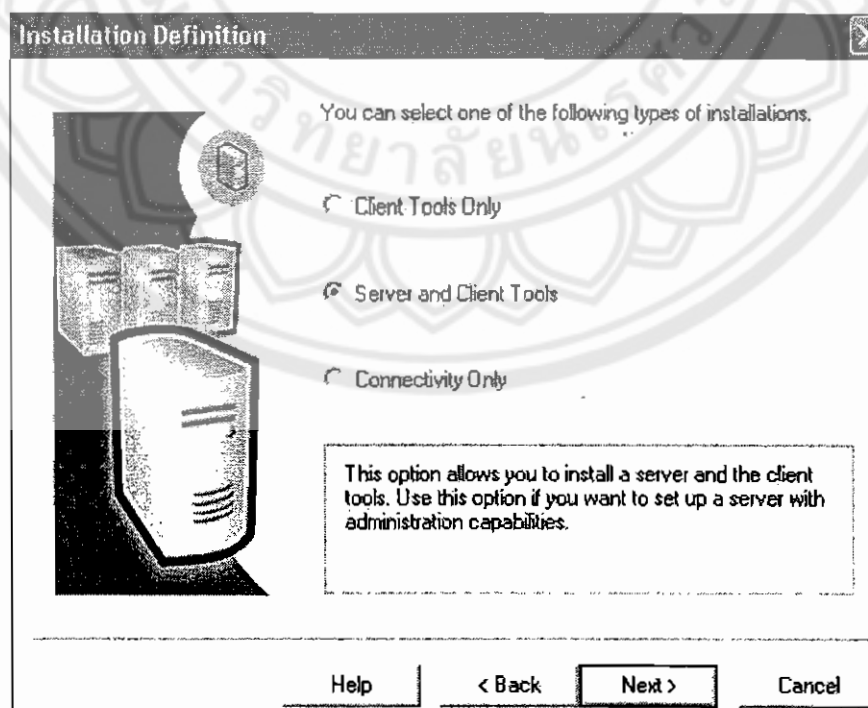 Installation Definition
You can select one of the following types of installations.
Client Tools Only
Server and Client Tools
Connectivity Only
This option allows you to install a server and the client
tools. Use this option if you want to set up a server with
administration capabilities.
Help
< Back
Next >
Cancel